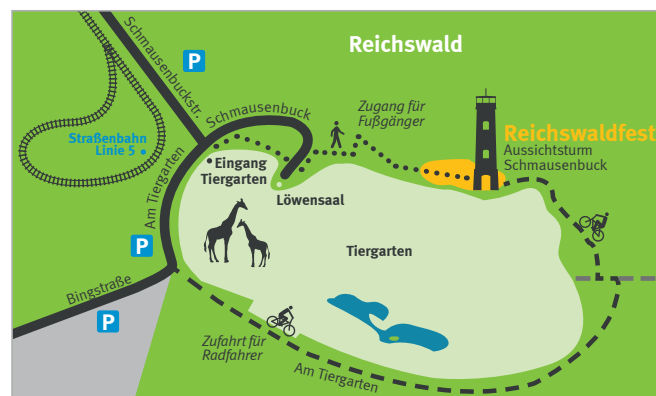 Reichswald
Schmausenbuckstr.
P
Schmausenbuck
Zugang für
Fußgänger
Straßenbahn
Linie 5
Reichswaldfest
Aussichtsturm
Schmausenbuck
Eingang
Tiergarten
Löwensaal
Am Tiergarten
P
Tiergarten
Bingstraße
P
Zufahrt für
Radfahrer
Am Tiergarten